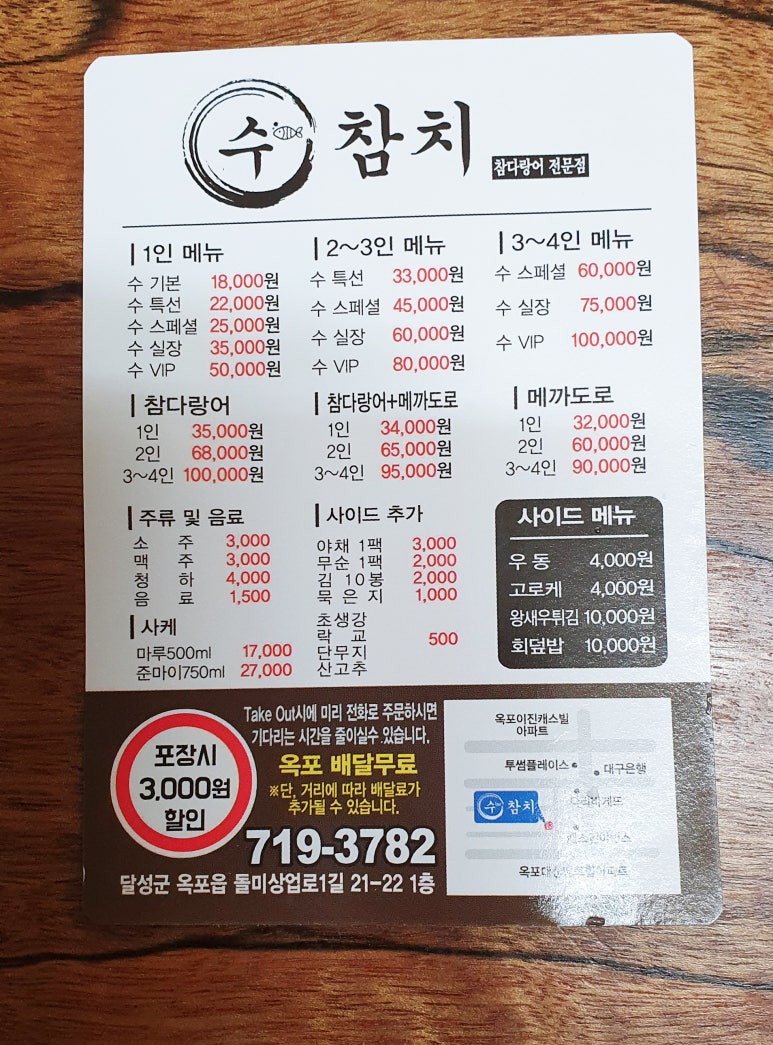 수 참치 참다랑어 전문점
1인 메뉴
수 기본 18,000원
수 특선 22,000원
수 스페셜 25,000원
수 실장 35,000원
수 VIP 50,000원
2~3인 메뉴
수 특선 33,000원
수 스페셜 45,000원
수 실장 60,000원
수 VIP 80,000원
3~4인 메뉴
수 스페셜 60,000원
수 실장 75,000원
수 VIP 100,000원
참다랑어
1인 35,000원
2인 68,000원
3~4인 100,000원
참다랑어+메까도로
1인 34,000원
2인 65,000원
3~4인 95,000원
메까도로
1인 32,000원
2인 60,000원
3~4인 90,000원
주류 및 음료
소 주 3,000
맥 주 3,000
청 하 4,000
음 료 1,500
사케
마루500ml 17,000
준마이750ml 27,000
사이드 추가
야채 1팩 3,000
무순 1팩 2,000
김 10봉 2,000
묵 은 지 1,000
초생강
락 교
단무지
산고추
500
사이드 메뉴
우 동 4,000원
고로케 4,000원
왕새우튀김 10,000원
회덮밥 10,000원
포장시
3,000원
할인
Take Out시에 미리 전화로 주문하시면
기다리는 시간을 줄이실수 있습니다.
옥포 배달무료
※단, 거리에 따라 배달료가
추가될 수 있습니다.
719-3782
달성군 옥포읍 돌미상업로1길 21-22 1층
옥포이진캐스빌
아파트
투썸플레이스
대구은행
수 참치